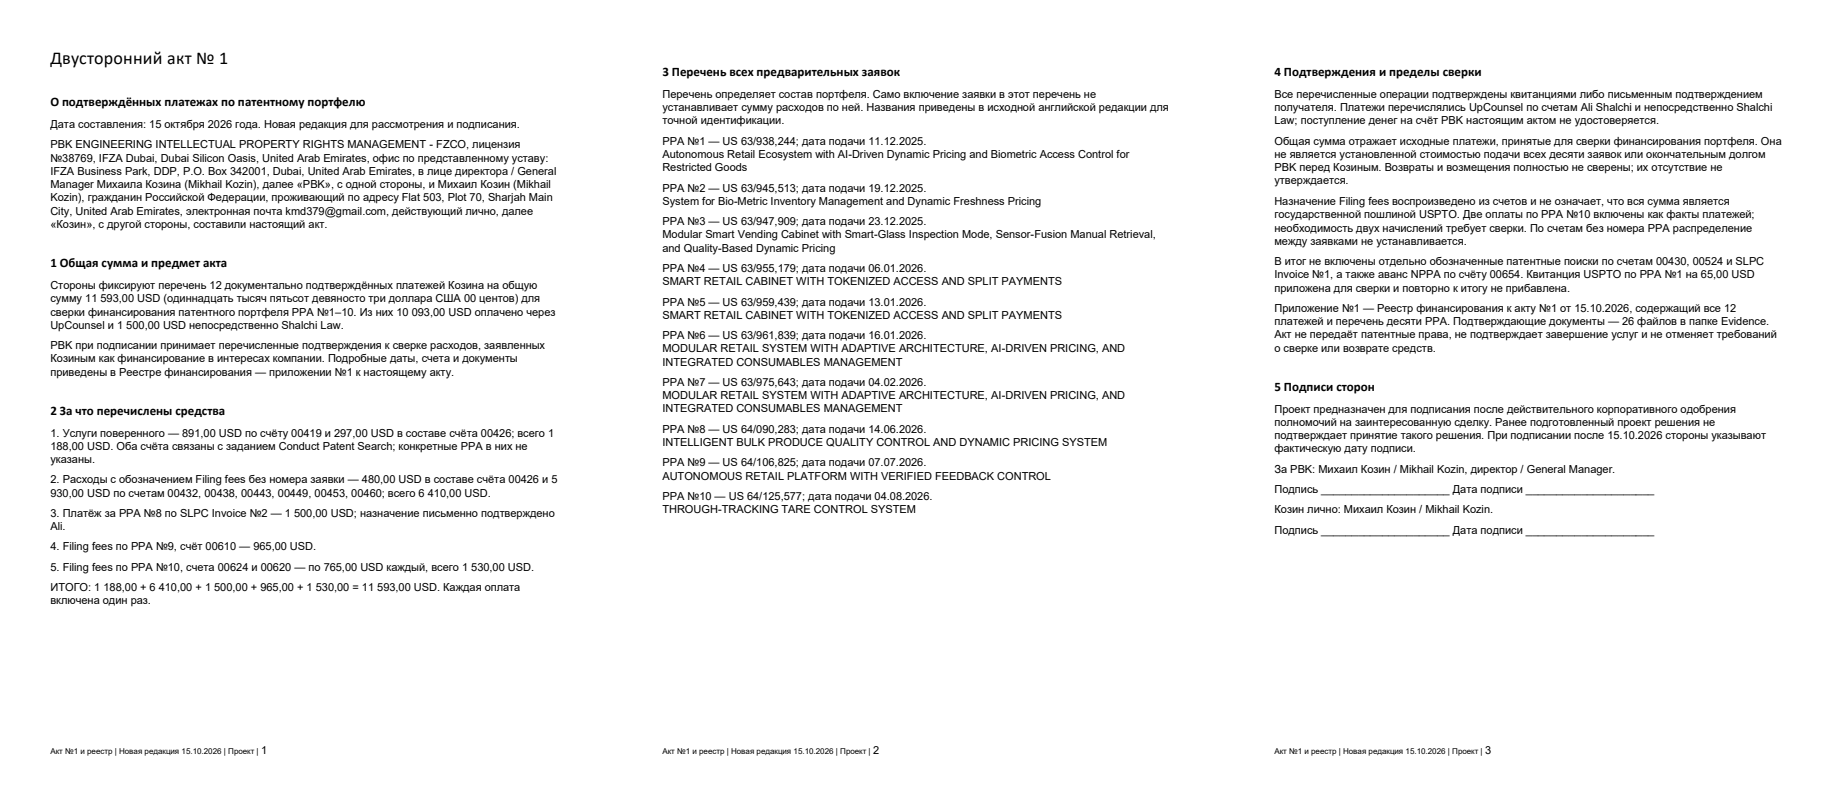 Двусторонний акт № 1
О подтверждённых платежах по патентному портфелю
Дата составления: 15 октября 2026 года. Новая редакция для рассмотрения и подписания.
PBK ENGINEERING INTELLECTUAL PROPERTY RIGHTS MANAGEMENT - FZCO, лицензия
№38769, IFZA Dubai, Dubai Silicon Oasis, United Arab Emirates, офис по представленному уставу:
IFZA Business Park, DDP, P.O. Box 342001, Dubai, United Arab Emirates, в лице директора / General
Manager Михаила Козина (Mikhail Kozin), далее «PBK», с одной стороны, и Михаил Козин (Mikhail
Kozin), гражданин Российской Федерации, проживающий по адресу Flat 503, Plot 70, Sharjah Main
City, United Arab Emirates, электронная почта kmd379@gmail.com, действующий лично, далее
«Козин», с другой стороны, составили настоящий акт.
1 Общая сумма и предмет акта
Стороны фиксируют перечень 12 документально подтверждённых платежей Козина на общую
сумму 11 593,00 USD (одиннадцать тысяч пятьсот девяносто три доллара США 00 центов) для
сверки финансирования патентного портфеля PPA №1–10. Из них 10 093,00 USD оплачено через
UpCounsel и 1 500,00 USD непосредственно Shalchi Law.
PBK при подписании принимает перечисленные подтверждения к сверке расходов, заявленных
Козиным как финансирование в интересах компании. Подробные даты, счета и документы
приведены в Реестре финансирования — приложении №1 к настоящему акту.
2 За что перечислены средства
1. Услуги поверенного — 891,00 USD по счёту 00419 и 297,00 USD в составе счёта 00426; всего 1
188,00 USD. Оба счёта связаны с заданием Conduct Patent Search; конкретные PPA в них не
указаны.
2. Расходы с обозначением Filing fees без номера заявки — 480,00 USD в составе счёта 00426 и 5
930,00 USD по счетам 00432, 00438, 00443, 00449, 00453, 00460; всего 6 410,00 USD.
3. Платёж за PPA №8 по SLPC Invoice №2 — 1 500,00 USD; назначение письменно подтверждено
Ali.
4. Filing fees по PPA №9, счёт 00610 — 965,00 USD.
5. Filing fees по PPA №10, счета 00624 и 00620 — по 765,00 USD каждый, всего 1 530,00 USD.
ИТОГО: 1 188,00 + 6 410,00 + 1 500,00 + 965,00 + 1 530,00 = 11 593,00 USD. Каждая оплата
включена один раз.
Акт №1 и реестр | Новая редакция 15.10.2026 | Проект | 1
3 Перечень всех предварительных заявок
Перечень определяет состав портфеля. Само включение заявки в этот перечень не
устанавливает сумму расходов по ней. Названия приведены в исходной английской редакции для
точной идентификации.
PPA №1 — US 63/938,244; дата подачи 11.12.2025.
Autonomous Retail Ecosystem with AI-Driven Dynamic Pricing and Biometric Access Control for
Restricted Goods
PPA №2 — US 63/945,513; дата подачи 19.12.2025.
System for Bio-Metric Inventory Management and Dynamic Freshness Pricing
PPA №3 — US 63/947,909; дата подачи 23.12.2025.
Modular Smart Vending Cabinet with Smart-Glass Inspection Mode, Sensor-Fusion Manual Retrieval,
and Quality-Based Dynamic Pricing
PPA №4 — US 63/955,179; дата подачи 06.01.2026.
SMART RETAIL CABINET WITH TOKENIZED ACCESS AND SPLIT PAYMENTS
PPA №5 — US 63/959,439; дата подачи 13.01.2026.
SMART RETAIL CABINET WITH TOKENIZED ACCESS AND SPLIT PAYMENTS
PPA №6 — US 63/961,839; дата подачи 16.01.2026.
MODULAR RETAIL SYSTEM WITH ADAPTIVE ARCHITECTURE, AI-DRIVEN PRICING, AND
INTEGRATED CONSUMABLES MANAGEMENT
PPA №7 — US 63/975,643; дата подачи 04.02.2026.
MODULAR RETAIL SYSTEM WITH ADAPTIVE ARCHITECTURE, AI-DRIVEN PRICING, AND
INTEGRATED CONSUMABLES MANAGEMENT
PPA №8 — US 64/090,283; дата подачи 14.06.2026.
INTELLIGENT BULK PRODUCE QUALITY CONTROL AND DYNAMIC PRICING SYSTEM
PPA №9 — US 64/106,825; дата подачи 07.07.2026.
AUTONOMOUS RETAIL PLATFORM WITH VERIFIED FEEDBACK CONTROL
PPA №10 — US 64/125,577; дата подачи 04.08.2026.
THROUGH-TRACKING TARE CONTROL SYSTEM
Акт №1 и реестр | Новая редакция 15.10.2026 | Проект | 2
4 Подтверждения и пределы сверки
Все перечисленные операции подтверждены квитанциями либо письменным подтверждением
получателя. Платежи перечислялись UpCounsel по счетам Ali Shalchi и непосредственно Shalchi
Law; поступление денег на счёт PBK настоящим актом не удостоверяется.
Общая сумма отражает исходные платежи, принятые для сверки финансирования портфеля. Она
не является установленной стоимостью подачи всех десяти заявок или окончательным долгом
PBK перед Козиным. Возвраты и возмещения полностью не сверены; их отсутствие не
утверждается.
Назначение Filing fees воспроизведено из счетов и не означает, что вся сумма является
государственной пошлиной USPTO. Две оплаты по PPA №10 включены как факты платежей;
необходимость двух начислений требует сверки. По счетам без номера PPA распределение
между заявками не устанавливается.
В итог не включены отдельно обозначенные патентные поиски по счетам 00430, 00524 и SLPC
Invoice №1, а также аванс NPPA по счёту 00654. Квитанция USPTO по PPA №1 на 65,00 USD
приложена для сверки и повторно к итогу не прибавлена.
Приложение №1 — Реестр финансирования к акту №1 от 15.10.2026, содержащий все 12
платежей и перечень десяти PPA. Подтверждающие документы — 26 файлов в папке Evidence.
Акт не передаёт патентные права, не подтверждает завершение услуг и не отменяет требований
о сверке или возврате средств.
5 Подписи сторон
Проект предназначен для подписания после действительного корпоративного одобрения
полномочий на заинтересованную сделку. Ранее подготовленный проект решения не
подтверждает принятие такого решения. При подписании после 15.10.2026 стороны указывают
фактическую дату подписи.
За PBK: Михаил Козин / Mikhail Kozin, директор / General Manager.
Подпись _____________________ Дата подписи _____________________
Козин лично: Михаил Козин / Mikhail Kozin.
Подпись _____________________ Дата подписи _____________________
Акт №1 и реестр | Новая редакция 15.10.2026 | Проект | 3